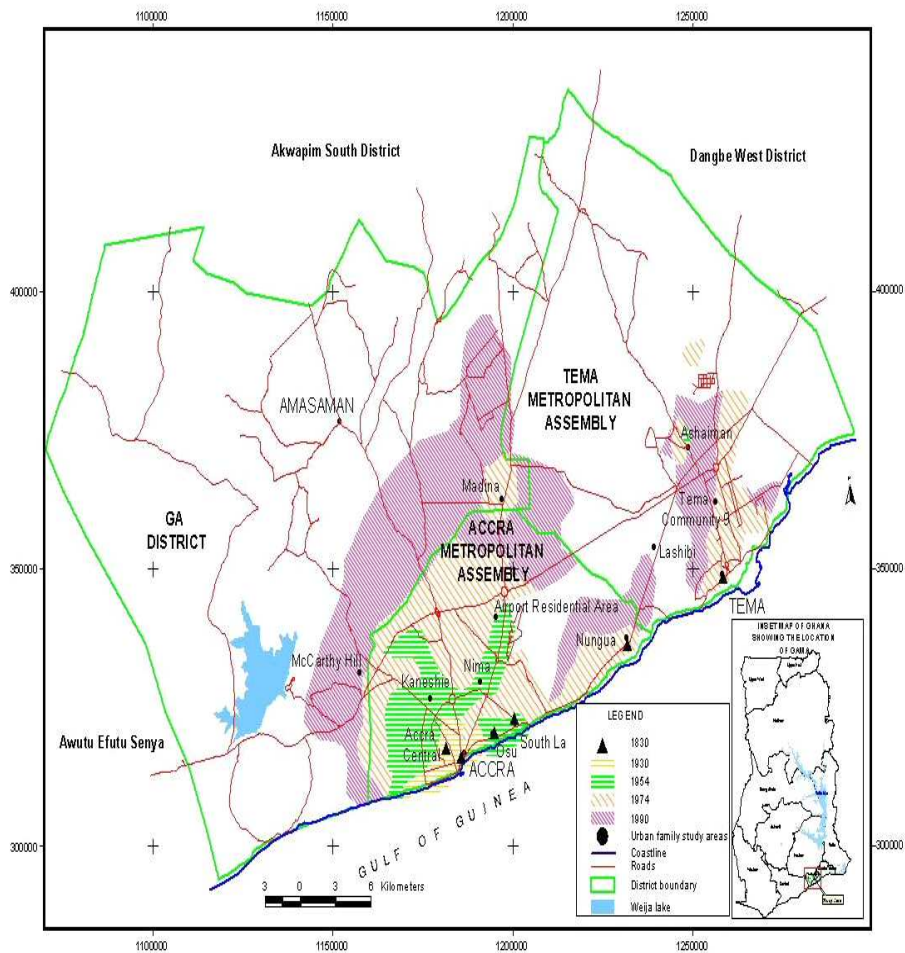 1100000
1150000
1200000
1250000
Akwapim South District
Dangbe West District
400000
400000
TEMA
METROPOLITAN
ASSEMBLY
AMASAMAN
Ashaiman
Madina
Tema
Community 9
GA
DISTRICT
ACCRA
METROPOLITAN
ASSEMBLY
Lashibi
350000
350000
TEMA
Airport Residential Area
Nungua
McCarthy Hill
Nima
Kaneshie
Awutu Efutu Senya
Accra
Central
Osu
South La
ACCRA
GULF OF GUINEA
300000
300000
3 0 3 6 Kilometers
INSET MAP OF GHANA
SHOWING THE LOCATION
OF GAMA
LEGEND
1830
1930
1954
1974
1990
Urban family study areas
Coastline
Roads
District boundary
Weija lake
1100000
1150000
1200000
1250000